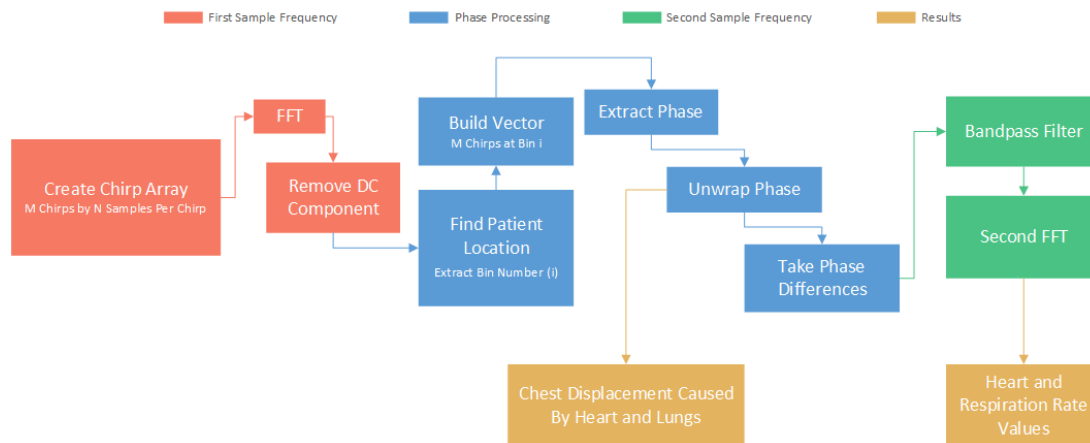 First Sample Frequency
Phase Processing
Second Sample Frequency
Results
Create Chirp Array
M Chirps by N Samples Per Chirp
FFT
Remove DC
Component
Find Patient
Location
Extract Bin Number (i)
Build Vector
M Chirps at Bin i
Extract Phase
Unwrap Phase
Take Phase
Differences
Bandpass Filter
Second FFT
Chest Displacement Caused
By Heart and Lungs
Heart and
Respiration Rate
Values